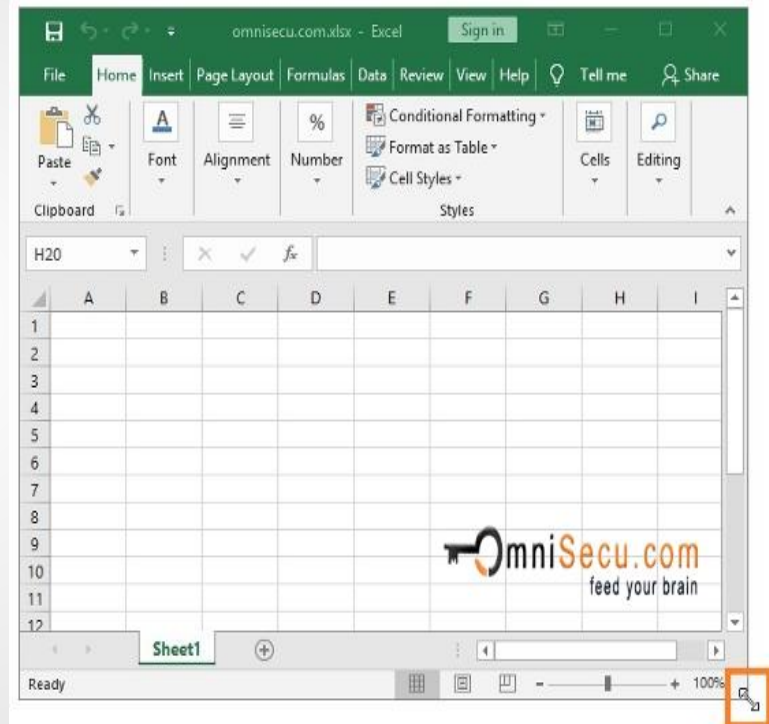 omnisecu.com.xlsx - Excel Sign in
File Home Insert Page Layout Formulas Data Review View Help Tell me Share
Paste Font Alignment % Number Conditional Formatting Format as Table Cell Styles Cells Editing
Clipboard Styles
H20 fx
A B C D E F G H I
1
2
3
4
5
6
7
8
9
10
11
12
OmniSecu.com
feed your brain
Sheet1
Ready 100%